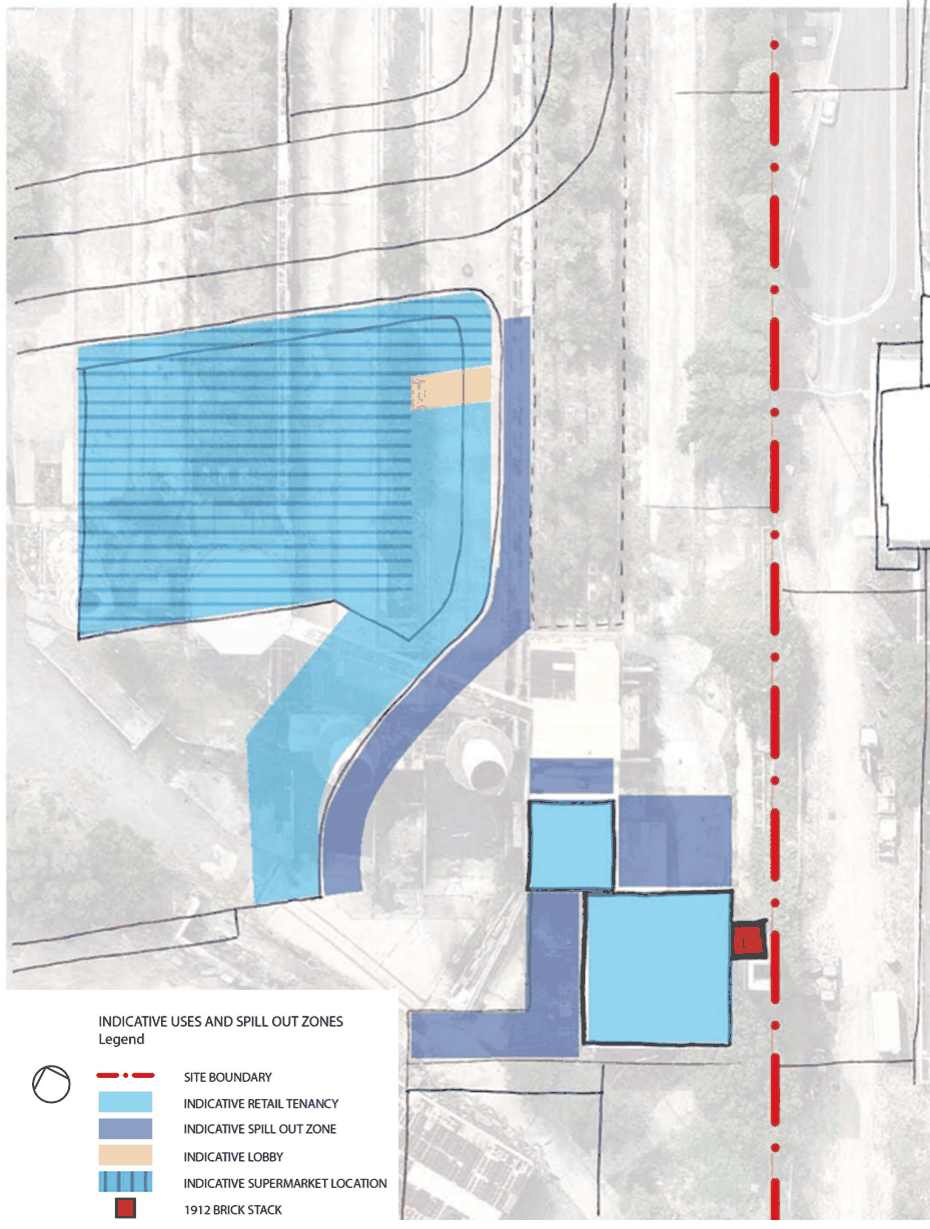 INDICATIVE USES AND SPILL OUT ZONES
Legend
SITE BOUNDARY
INDICATIVE RETAIL TENANCY
INDICATIVE SPILL OUT ZONE
INDICATIVE LOBBY
INDICATIVE SUPERMARKET LOCATION
1912 BRICK STACK